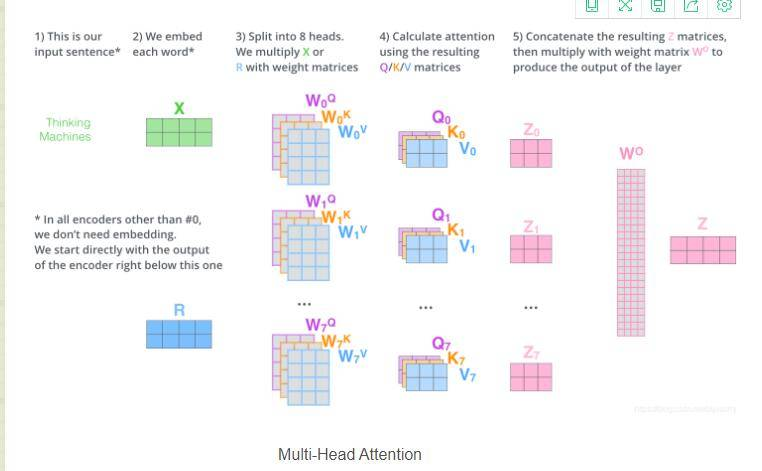 1) This is our
input sentence*
2) We embed
each word*
3) Split into 8 heads.
We multiply X or
R with weight matrices
4) Calculate attention
using the resulting
Q/K/V matrices
5) Concatenate the resulting Z matrices,
then multiply with weight matrix Wᴼ to
produce the output of the layer
Thinking
Machines
X
W₀Q
W₀K
W₀V
Q₀
K₀
V₀
Z₀
Wᴼ
* In all encoders other than #0,
we don't need embedding.
We start directly with the output
of the encoder right below this one
W₁Q
W₁K
W₁V
Q₁
K₁
V₁
Z₁
Z
...
...
...
R
W₇Q
W₇K
W₇V
Q₇
K₇
V₇
Z₇
Multi-Head Attention